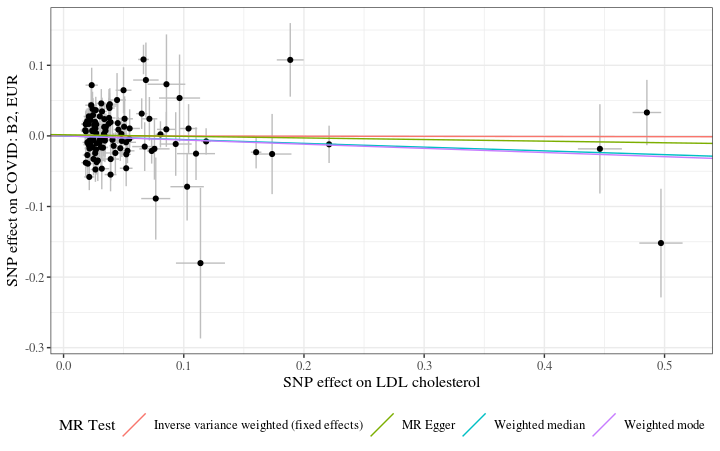 SNP effect on COVID: B2, EUR
0.1
0.0
-0.1
-0.2
-0.3
0.0 0.1 0.2 0.3 0.4 0.5
SNP effect on LDL cholesterol
MR Test Inverse variance weighted (fixed effects) MR Egger Weighted median Weighted mode